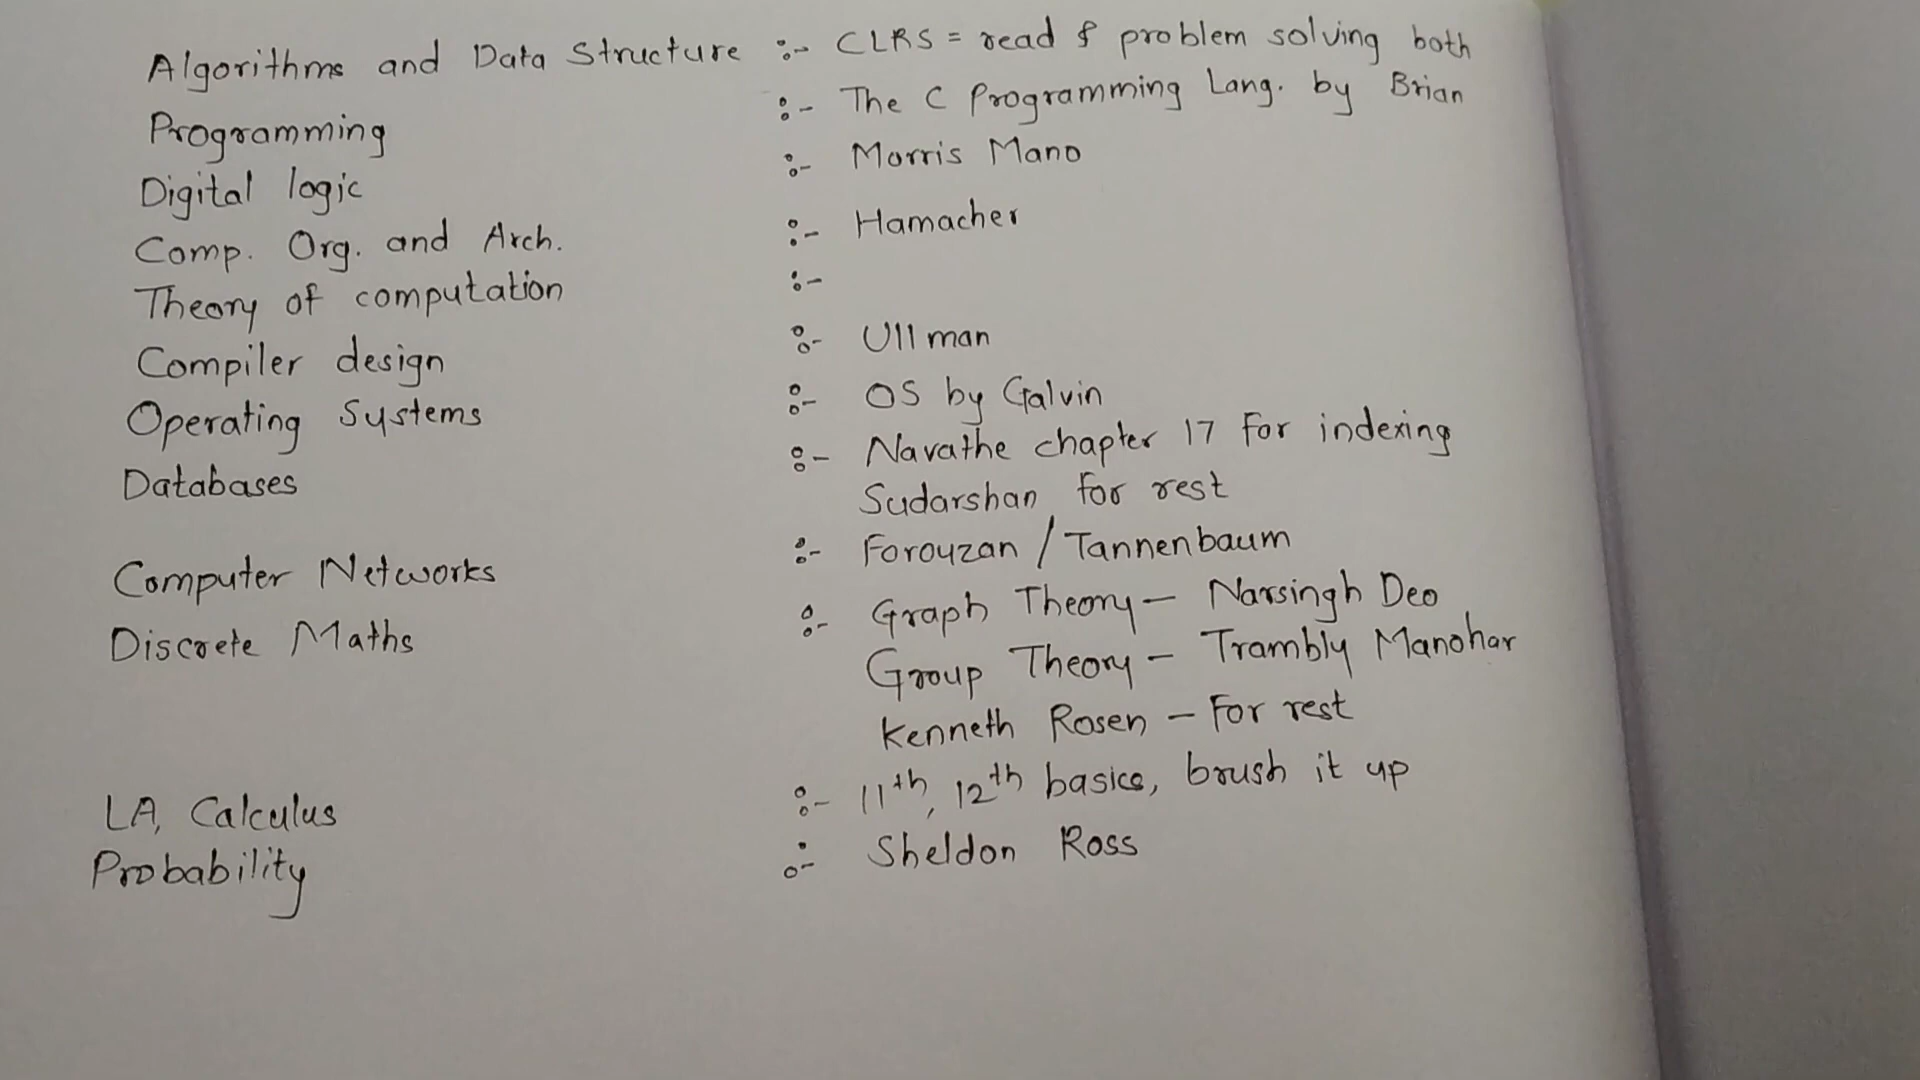 Algorithms and Data Structure :- CLRS = read & problem solving both
Programming :- The C Programming Lang. by Brian
Digital logic :- Morris Mano
Comp. Org. and Arch. :- Hamacher
Theory of computation :-
Compiler design :- Ullman
Operating Systems :- OS by Galvin
Databases :- Navathe chapter 17 for indexing
Sudarshan for rest
Computer Networks :- Forouzan / Tannenbaum
Discrete Maths :- Graph Theory - Narsingh Deo
Group Theory - Trambly Manohar
Kenneth Rosen - For rest
LA, Calculus :- 11th, 12th basics, brush it up
Probability :- Sheldon Ross